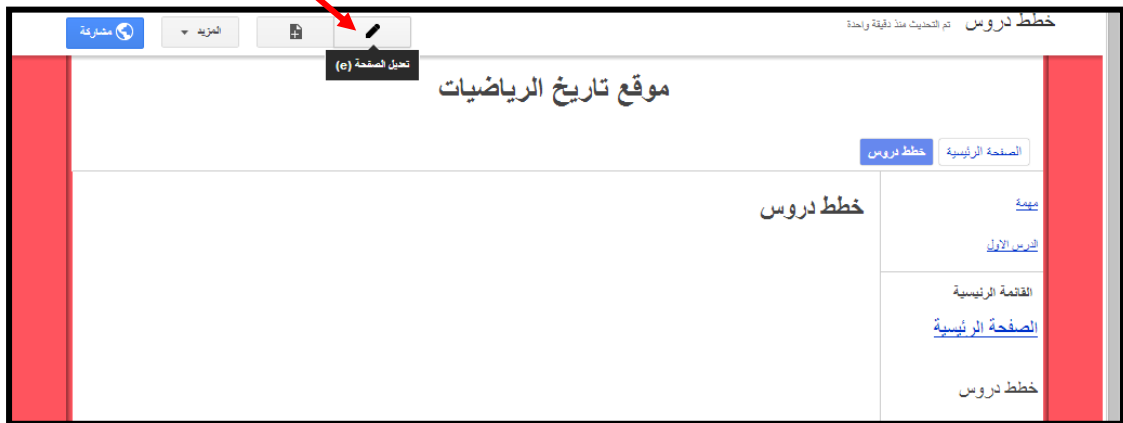 خطط دروس تم التحديث منذ دقيقة واحدة
المزيد
مشاركة
تعديل الصفحة (e)
موقع تاريخ الرياضيات
الصفحة الرئيسية
خطط دروس
خطط دروس
مهمة
الدرس الاول
القائمة الرئيسية
الصفحة الرئيسية
خطط دروس